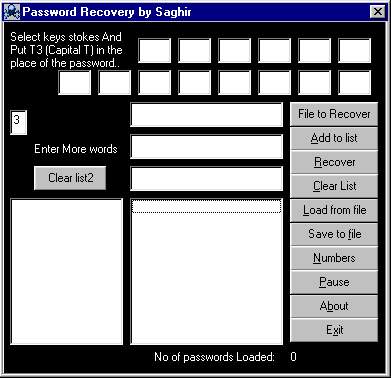 Password Recovery by Saghir
Select keys stokes And
Put T3 (Capital T) in the
place of the password..
3
File to Recover
Add to list
Enter More words
Recover
Clear list2
Clear List
Load from file
Save to file
Numbers
Pause
About
Exit
No of passwords Loaded: 0